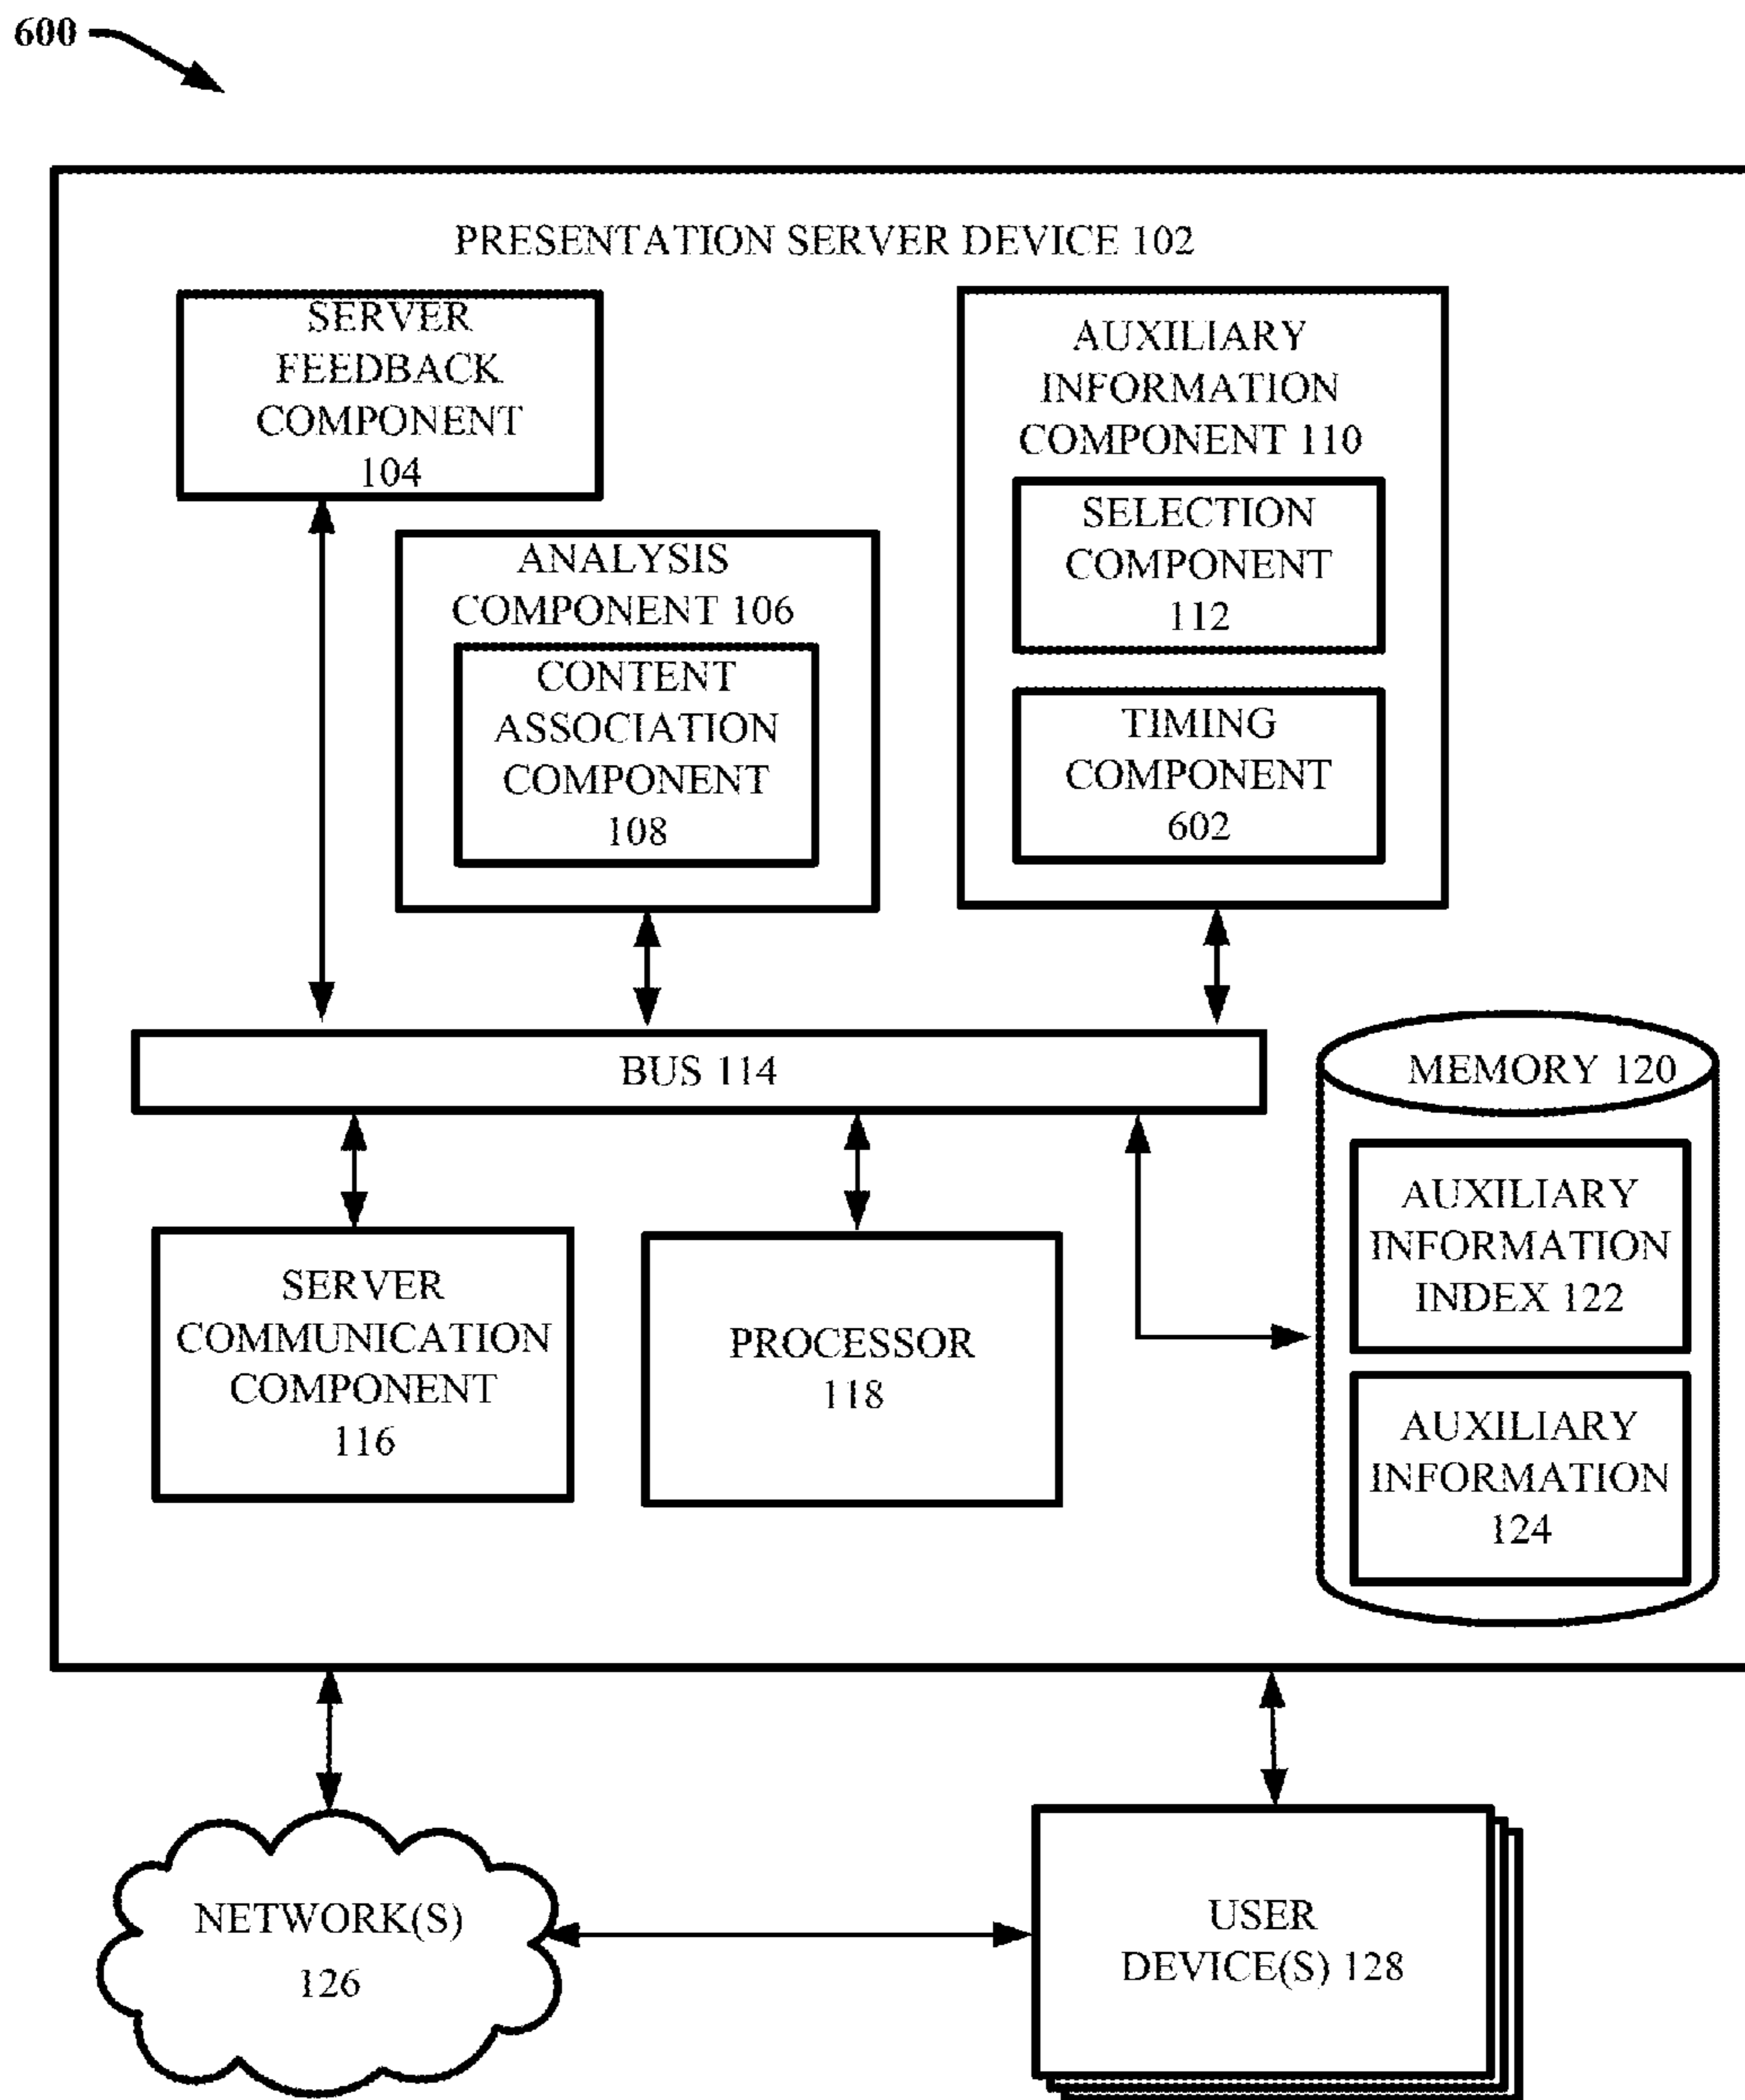 600
PRESENTATION SERVER DEVICE 102
SERVER
FEEDBACK
COMPONENT
104
ANALYSIS
COMPONENT 106
CONTENT
ASSOCIATION
COMPONENT
108
AUXILIARY
INFORMATION
COMPONENT 110
SELECTION
COMPONENT
112
TIMING
COMPONENT
602
BUS 114
MEMORY 120
AUXILIARY
INFORMATION
INDEX 122
AUXILIARY
INFORMATION
124
SERVER
COMMUNICATION
COMPONENT
116
PROCESSOR
118
NETWORK(S)
126
USER
DEVICE(S) 128